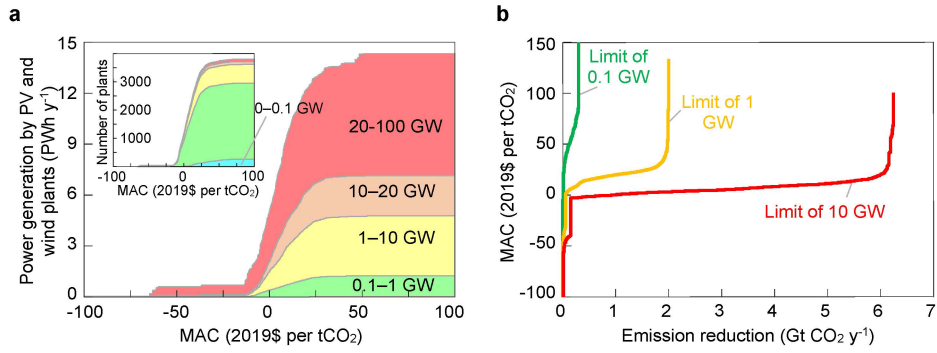 a
Power generation by PV and
wind plants (PWh y⁻¹)
15
12
9
6
3
0
-100
-50
0
50
100
MAC (2019$ per tCO₂)
20-100 GW
10–20 GW
1–10 GW
0.1–1 GW
Number of plants
3000
2000
1000
-100
0
100
MAC (2019$ per tCO₂)
0–0.1 GW
b
MAC (2019$ per tCO₂)
150
100
50
0
-50
-100
0
1
2
3
4
5
6
7
Emission reduction (Gt CO₂ y⁻¹)
Limit of
0.1 GW
Limit of 1
GW
Limit of 10 GW